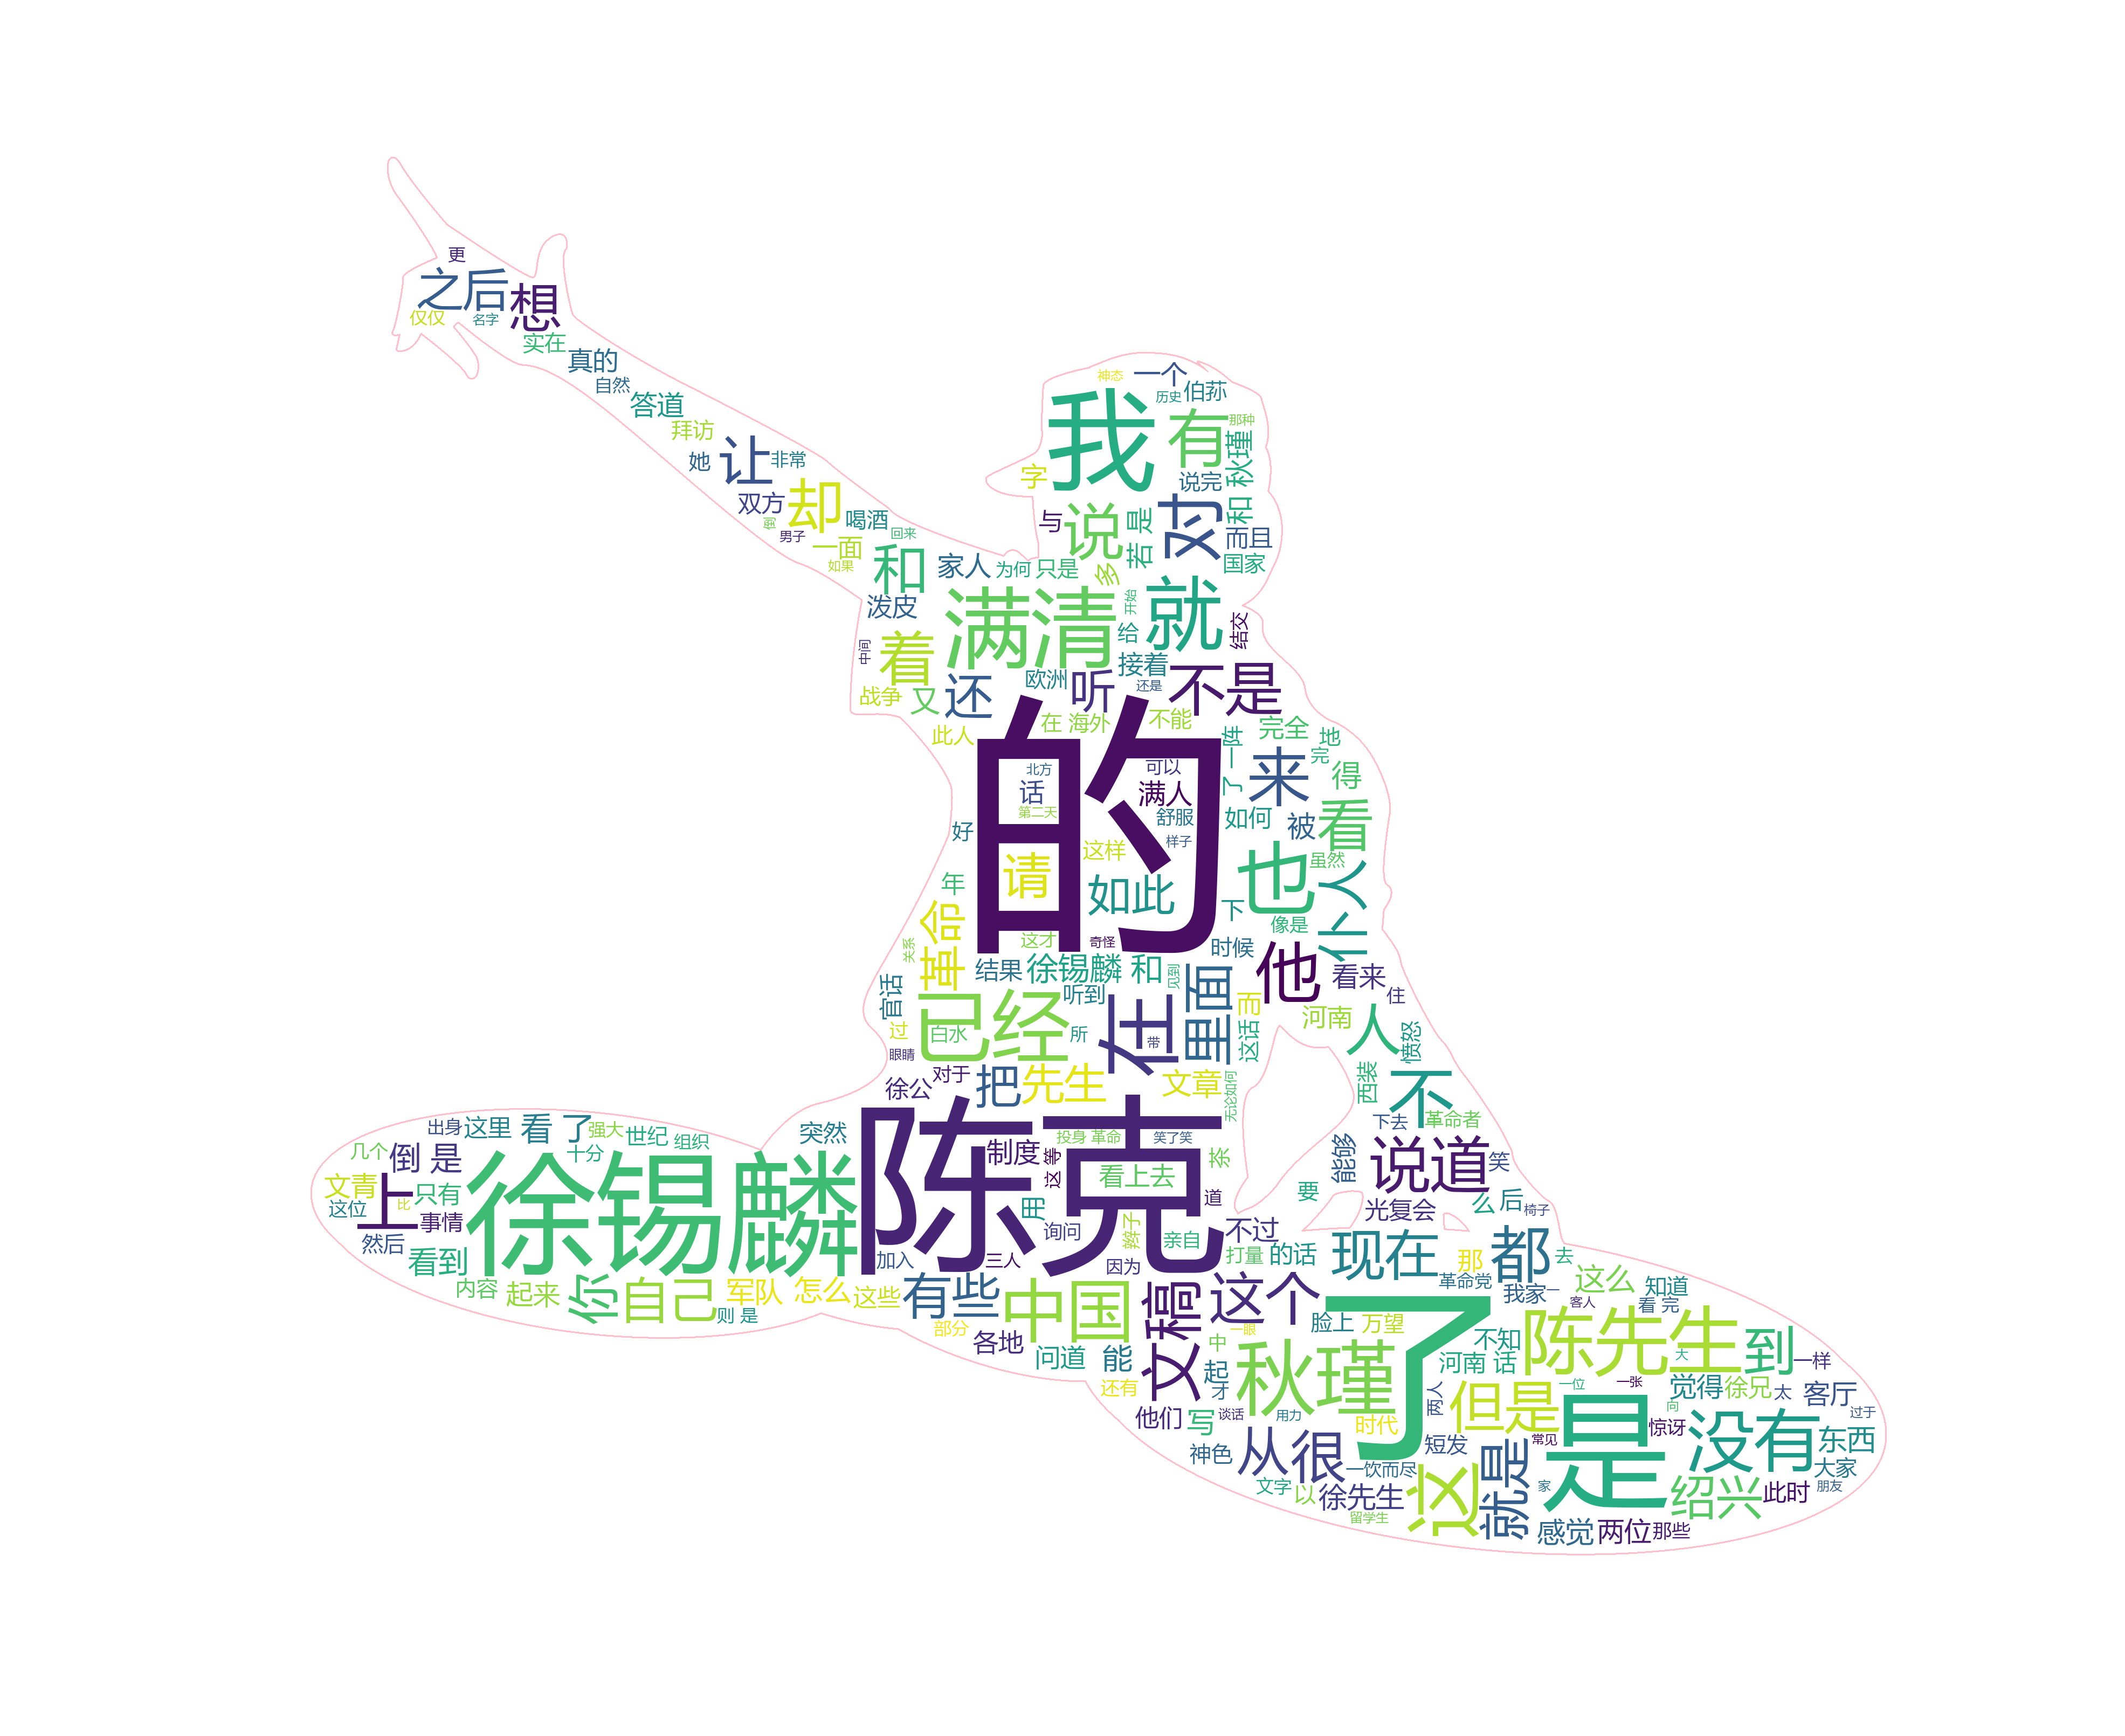 更
之后
想
仅仅
名字
实在
真的
自然
答道
拜访
她
让
非常
双方
却
喝酒
倒
男子
一面
回来
如果
和
泼皮
神态
一个
历史
伯荪
我
有
那种
秋瑾
和
字
说完
与
说
若是
对
而且
国家
家人
为何
只是
多
满清
开始
就
给
结交
着
中间
接着
还
欧洲
听
还是
不是
战争
又
在 海外
不能
完全
地
此人
一阵
了
完
来
得
的
北方
话
第二天
可以
满人
舒服
样子
如何
被
看
好
请
这样
如此
也
虽然
仆人
年
下
像是
革命
这才
奇怪
时候
关系
结果
徐锡麟 和
见到
里面
他
看来
住
官话
听到
在
而
河南
人
愤怒
过
已经
白水
所
带
这话
眼睛
徐公
对于
把
先生
文章
无论如何
西装
不
下去
革命者
出身
这里
看 了
强大
世纪
组织
突然
陈克
制度
投身 革命
笑了笑
这 等
看上去
亲自
几个
倒 是
十分
徐锡麟
能够
说道
笑
文青
上
只有
这位
比
事情
用
道
要
光复会
么
后
椅子
然后
看到
询问
辫子
不过
加入
三人
因为
打量
的话
现在
那
都
去
内容
起来
你
自己
军队
怎么
这些
有些
中国
文稿
这个
革命党
我家
一
这么
知道
则 是
客人
看 完
部分
各地
一眼
脸上
万望
了
不知
陈先生
到
一样
问道
能
中
起
秋瑾
河南 话
大
还有
才
两人
但是
一位
觉得
一张
徐兄
太
客厅
他们
写
谈话
用力
时代
向
惊讶
过于
神色
从
很
短发
常见
是
没有
东西
一饮而尽
这
就是
家
大家
文字
以
徐先生
绍兴
此时
朋友
留学生
感觉
两位
那些